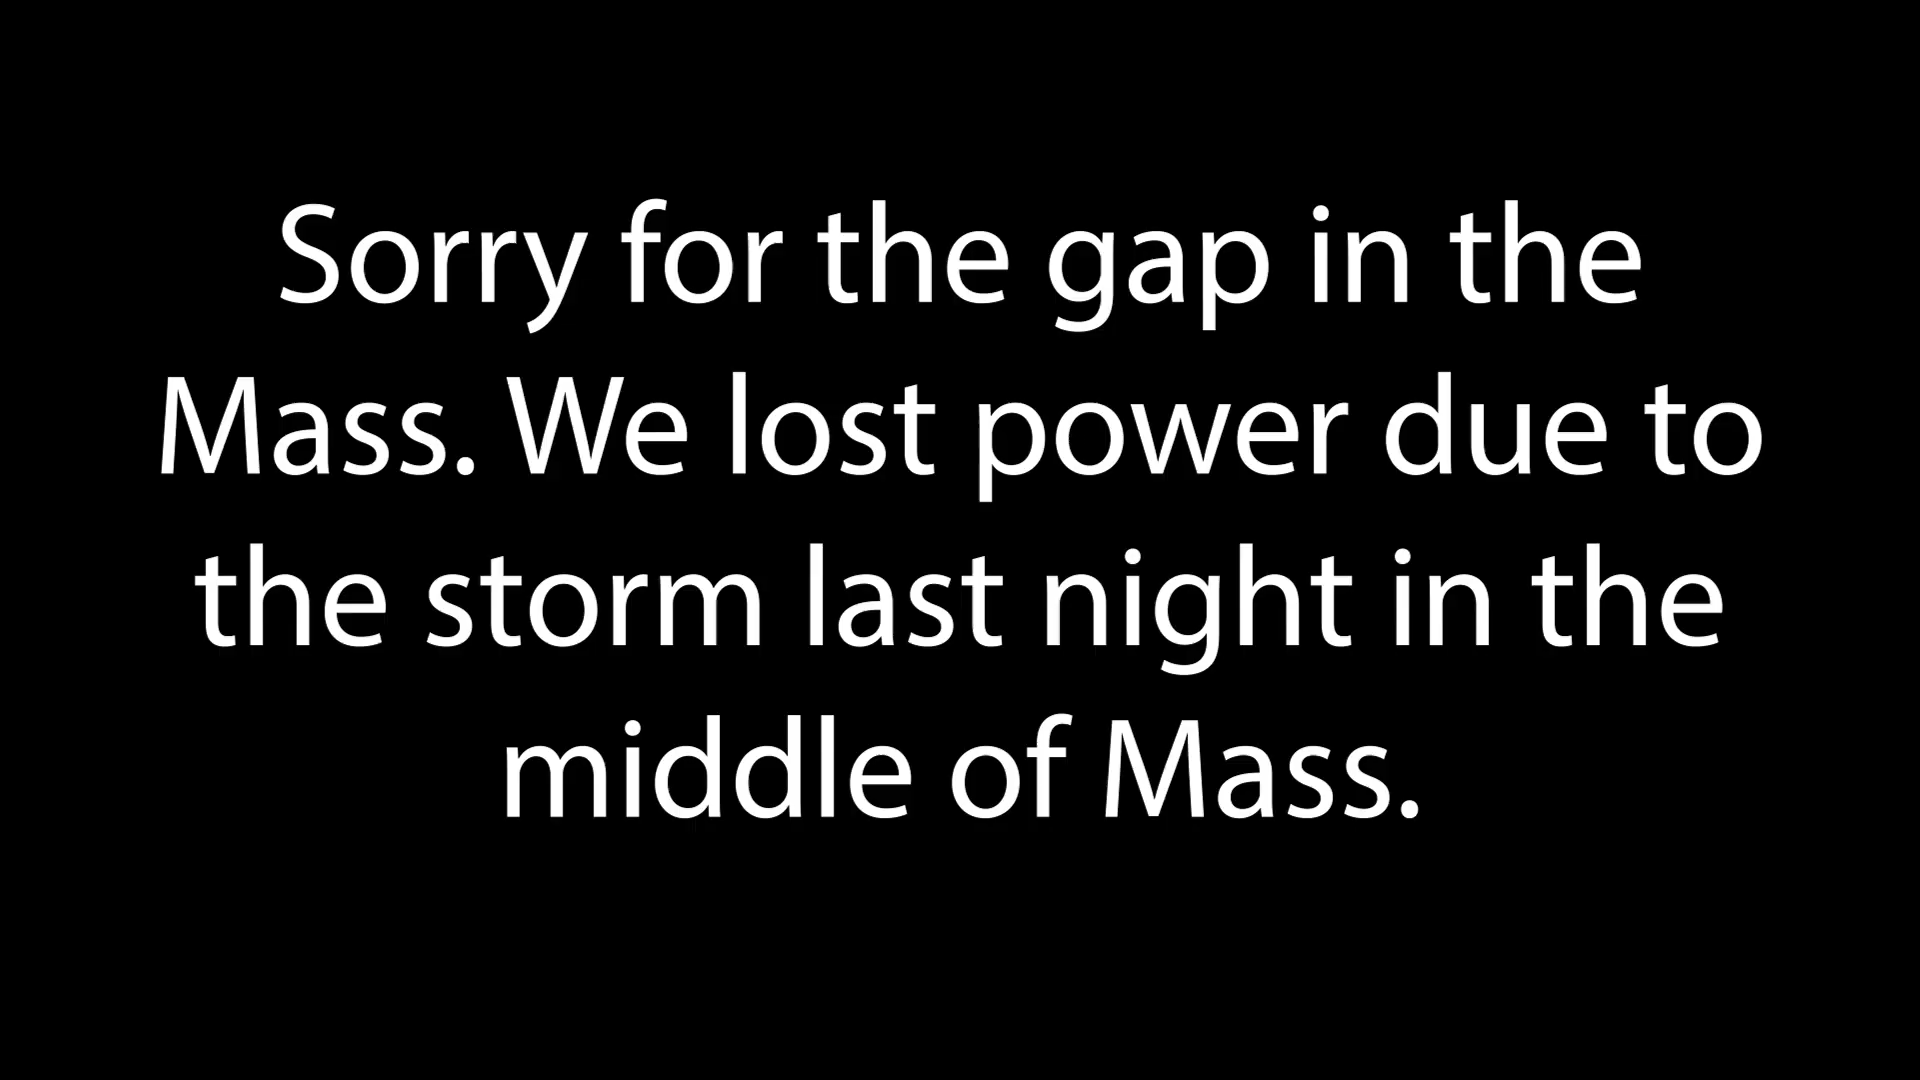 Sorry for the gap in the
Mass. We lost power due to
the storm last night in the
middle of Mass.